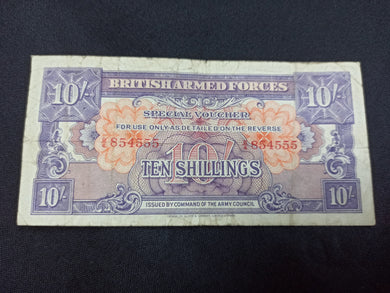 10/- BRITISH ARMED FORCES 10/-
SPECIAL VOUCHER
FOR USE ONLY AS DETAILED ON THE REVERSE
854555 10/- 854555
TEN SHILLINGS
10/- ISSUED BY COMMAND OF THE ARMY COUNCIL 10/-